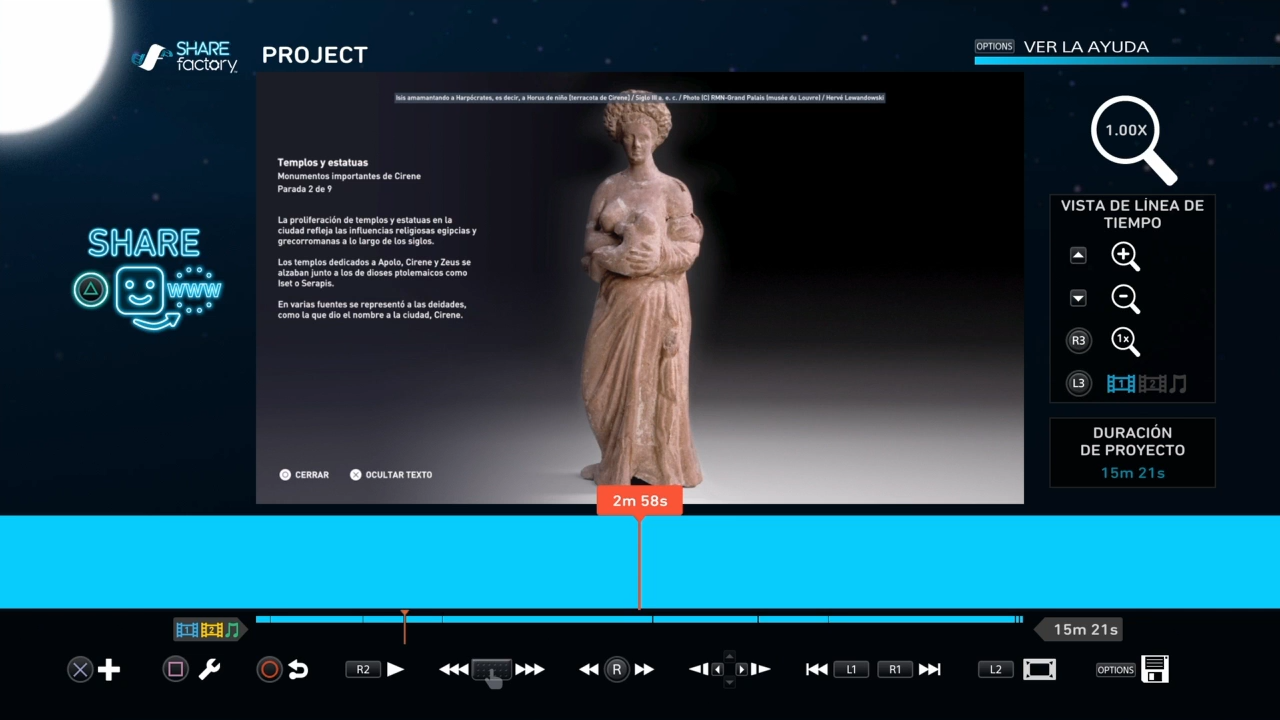 SHARE
factory™
PROJECT
OPTIONS VER LA AYUDA
Isis amamantando a Harpócrates, es decir, a Horus de niño [terracota de Cirene] / Siglo III a. e. c. / Photo (C) RMN-Grand Palais [musée du Louvre] / Hervé Lewandowski
1.00X
Templos y estatuas
Monumentos importantes de Cirene
Parada 2 de 9
La proliferación de templos y estatuas en la
ciudad refleja las influencias religiosas egipcias y
grecorromanas a lo largo de los siglos.
Los templos dedicados a Apolo, Cirene y Zeus se
alzaban junto a los de dioses ptolemaicos como
Iset o Serapis.
En varias fuentes se representó a las deidades,
como la que dio el nombre a la ciudad, Cirene.
CERRAR
OCULTAR TEXTO
SHARE
WWW
VISTA DE LÍNEA DE
TIEMPO
R3 1x
L3 1 2
DURACIÓN
DE PROYECTO
15m 21s
2m 58s
1 2
15m 21s
R2
R
L1
R1
L2
OPTIONS